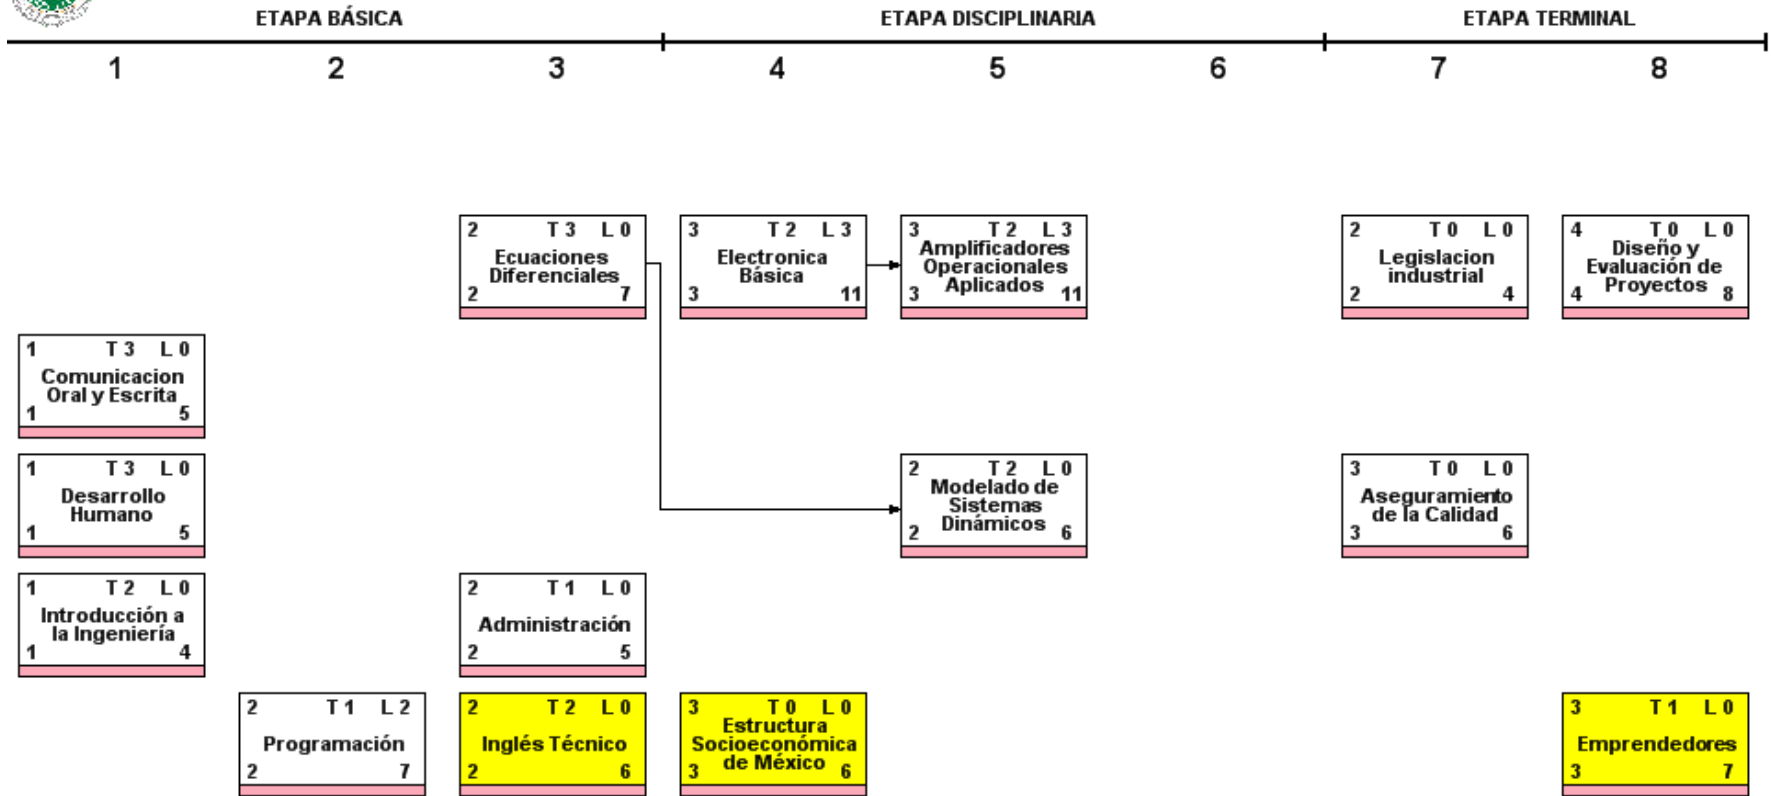 ETAPA BÁSICA ETAPA DISCIPLINARIA ETAPA TERMINAL
1 2 3 4 5 6 7 8
2 T 3 L 0
Ecuaciones
Diferenciales
2 7
3 T 2 L 3
Electronica
Básica
3 11
3 T 2 L 3
Amplificadores
Operacionales
Aplicados
3 11
2 T 0 L 0
Legislacion
industrial
2 4
4 T 0 L 0
Diseño y
Evaluación de
Proyectos
4 8
1 T 3 L 0
Comunicacion
Oral y Escrita
1 5
1 T 3 L 0
Desarrollo
Humano
1 5
2 T 2 L 0
Modelado de
Sistemas
Dinámicos
2 6
3 T 0 L 0
Aseguramiento
de la Calidad
3 6
1 T 2 L 0
Introducción a
la Ingeniería
1 4
2 T 1 L 0
Administración
2 5
2 T 1 L 2
Programación
2 7
2 T 2 L 0
Inglés Técnico
2 6
3 T 0 L 0
Estructura
Socioeconómica
de México
3 6
3 T 1 L 0
Emprendedores
3 7